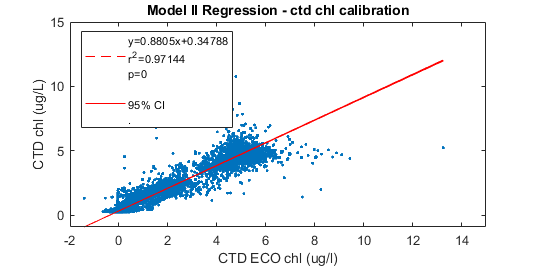 Model II Regression - ctd chl calibration
y=0.8805x+0.34788
r²=0.97144
p=0
95% CI
.
CTD chl (ug/L)
15
10
5
0
-2 0 2 4 6 8 10 12 14
CTD ECO chl (ug/l)